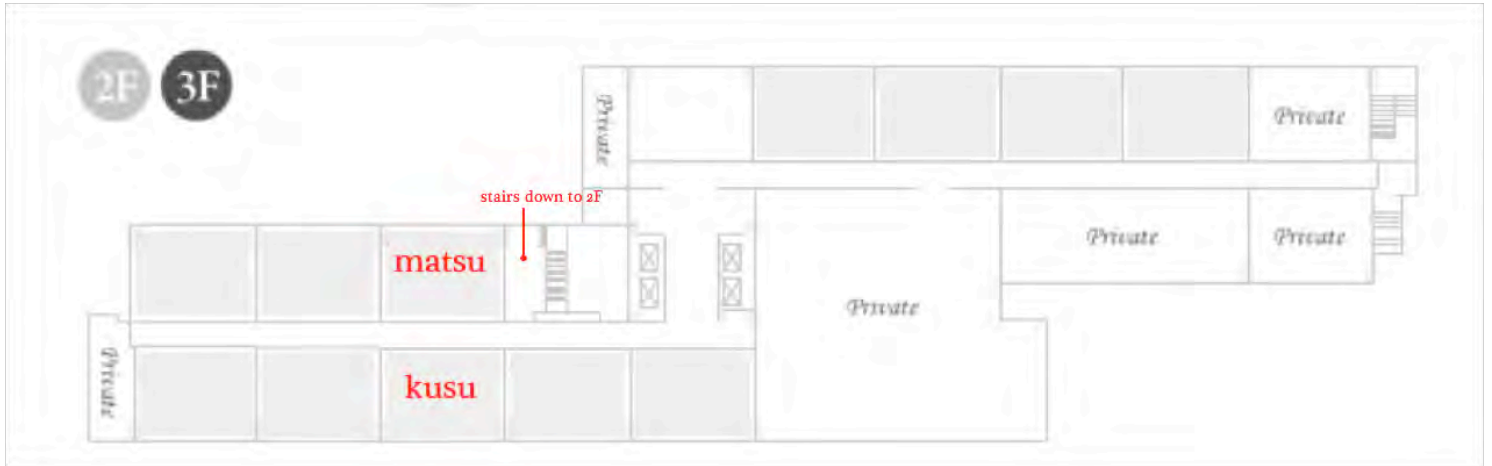 2F 3F
Private
Private
stairs down to 2F
Private
Private
matsu
Private
kusu
Private